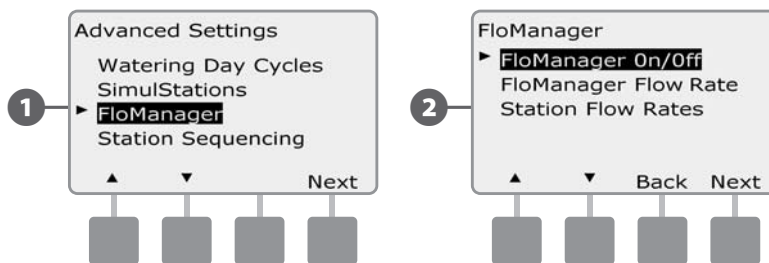 Advanced Settings
Watering Day Cycles
SimulStations
► FloManager
Station Sequencing
▲ ▼ Next
1
FloManager
► FloManager On/Off
FloManager Flow Rate
Station Flow Rates
▲ ▼ Back Next
2